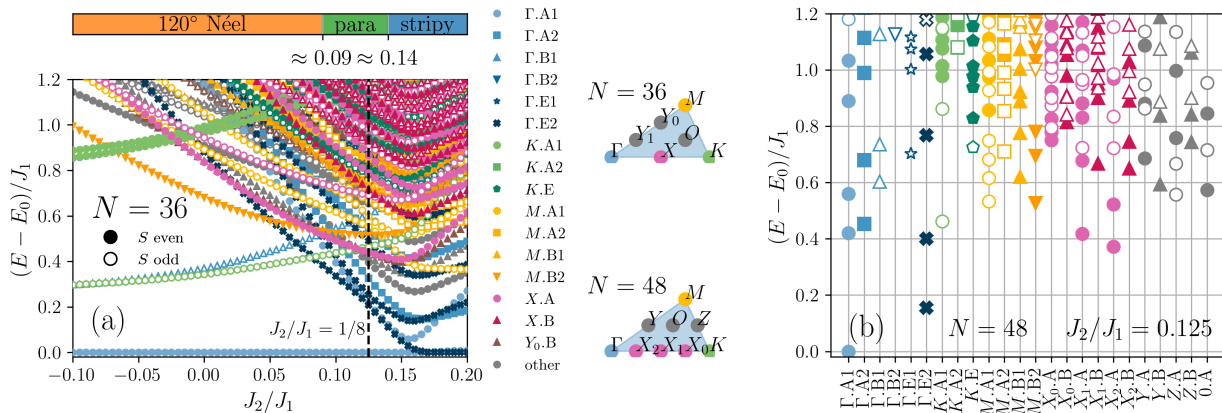 120° Néel para stripy
≈ 0.09 ≈ 0.14
(E − E₀)/J₁
1.2
1.0
0.8
0.6
0.4
0.2
0.0
N = 36
S even
S odd
(a)
J₂/J₁ = 1/8
−0.10 −0.05 0.00 0.05 0.10 0.15 0.20
J₂/J₁
Γ.A1
Γ.A2
Γ.B1
Γ.B2
Γ.E1
Γ.E2
K.A1
K.A2
K.E
M.A1
M.A2
M.B1
M.B2
X.A
X.B
Y₀.B
other
N = 36
M
Y₀
Y₁ O
Γ X K
N = 48
M
Y O Z
Γ X₂ X₁ X₀ K
(E − E₀)/J₁
1.2
1.0
0.8
0.6
0.4
0.2
0.0
(b) N = 48 J₂/J₁ = 0.125
Γ.A1
Γ.A2
Γ.B1
Γ.B2
Γ.E1
Γ.E2
K.A1
K.A2
K.E
M.A1
M.A2
M.B1
M.B2
X₀.A
X₀.B
X₁.A
X₁.B
X₂.A
X₂.B
Y.A
Y.B
Z.A
Z.B
0.A